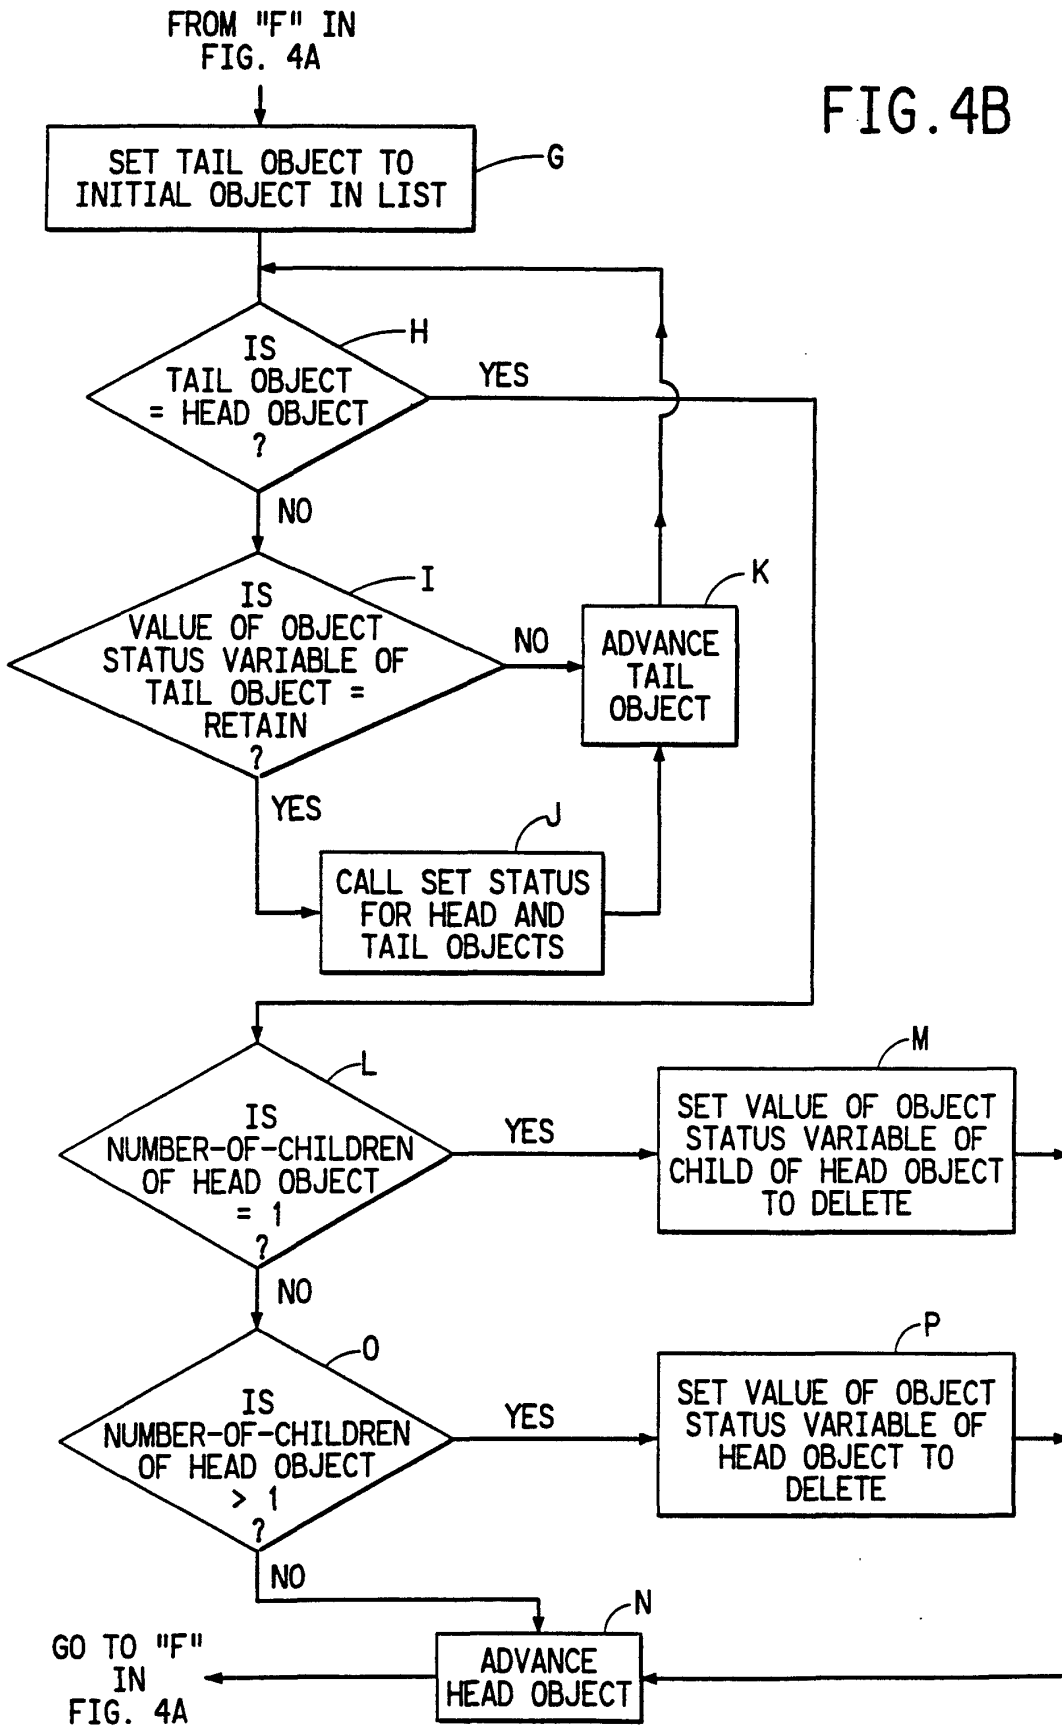 FROM "F" IN
FIG. 4A
FIG. 4B
SET TAIL OBJECT TO
INITIAL OBJECT IN LIST
G
IS
TAIL OBJECT
= HEAD OBJECT
?
H
YES
NO
IS
VALUE OF OBJECT
STATUS VARIABLE OF
TAIL OBJECT =
RETAIN
?
I
NO
YES
ADVANCE
TAIL
OBJECT
K
CALL SET STATUS
FOR HEAD AND
TAIL OBJECTS
J
IS
NUMBER-OF-CHILDREN
OF HEAD OBJECT
= 1
?
L
YES
NO
SET VALUE OF OBJECT
STATUS VARIABLE OF
CHILD OF HEAD OBJECT
TO DELETE
M
IS
NUMBER-OF-CHILDREN
OF HEAD OBJECT
> 1
?
O
YES
NO
SET VALUE OF OBJECT
STATUS VARIABLE OF
HEAD OBJECT TO
DELETE
P
ADVANCE
HEAD OBJECT
N
GO TO "F"
IN
FIG. 4A